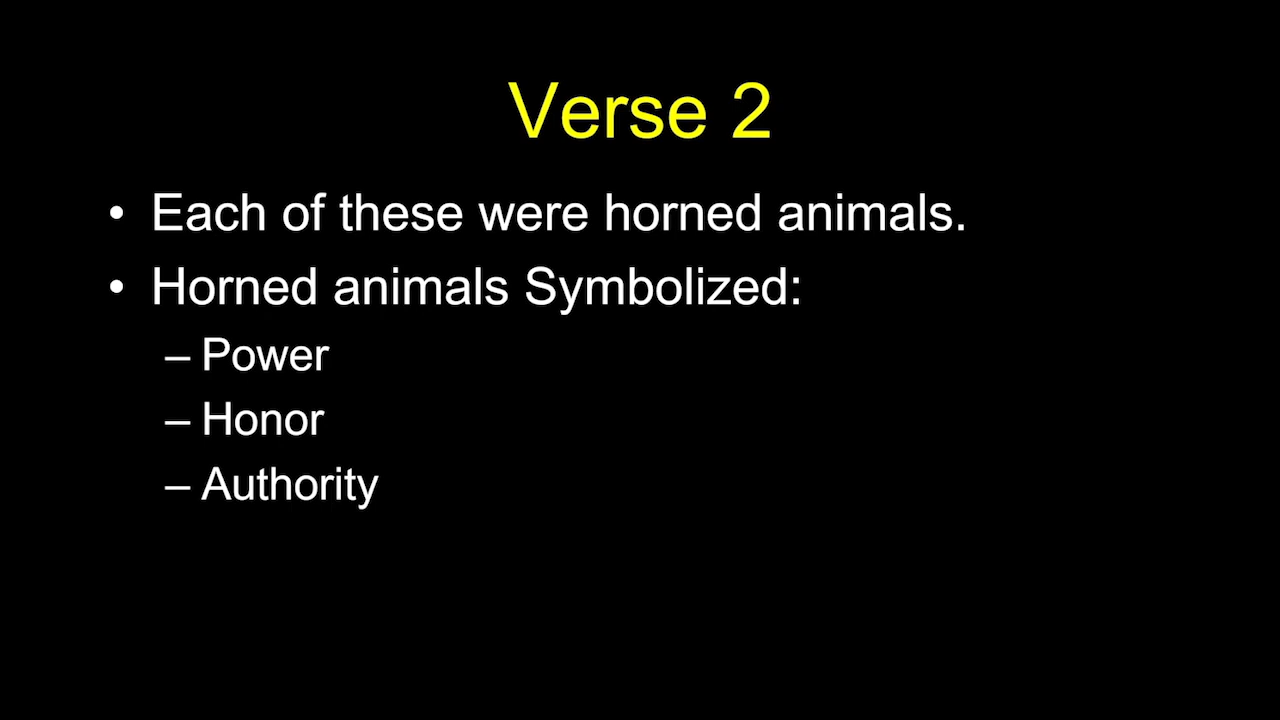 Verse 2
• Each of these were horned animals.
• Horned animals Symbolized:
– Power
– Honor
– Authority